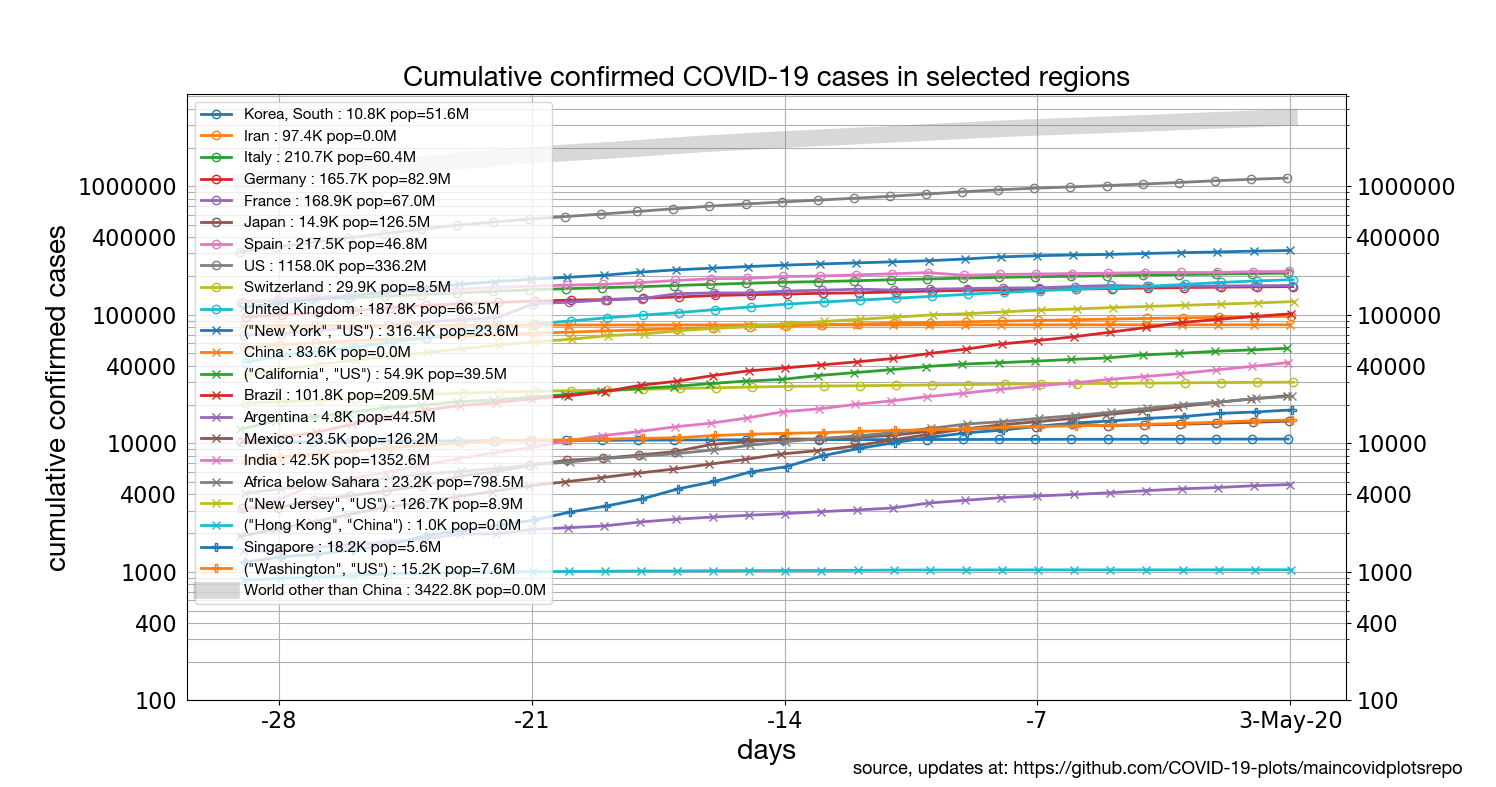 Cumulative confirmed COVID-19 cases in selected regions
Korea, South : 10.8K pop=51.6M
Iran : 97.4K pop=0.0M
Italy : 210.7K pop=60.4M
Germany : 165.7K pop=82.9M
France : 168.9K pop=67.0M
Japan : 14.9K pop=126.5M
Spain : 217.5K pop=46.8M
US : 1158.0K pop=336.2M
Switzerland : 29.9K pop=8.5M
United Kingdom : 187.8K pop=66.5M
("New York", "US") : 316.4K pop=23.6M
China : 83.6K pop=0.0M
("California", "US") : 54.9K pop=39.5M
Brazil : 101.8K pop=209.5M
Argentina : 4.8K pop=44.5M
Mexico : 23.5K pop=126.2M
India : 42.5K pop=1352.6M
Africa below Sahara : 23.2K pop=798.5M
("New Jersey", "US") : 126.7K pop=8.9M
("Hong Kong", "China") : 1.0K pop=0.0M
Singapore : 18.2K pop=5.6M
("Washington", "US") : 15.2K pop=7.6M
World other than China : 3422.8K pop=0.0M
cumulative confirmed cases
1000000
400000
100000
40000
10000
4000
1000
400
100
1000000
400000
100000
40000
10000
4000
1000
400
100
-28
-21
-14
-7
3-May-20
days
source, updates at: https://github.com/COVID-19-plots/maincovidplotsrepo